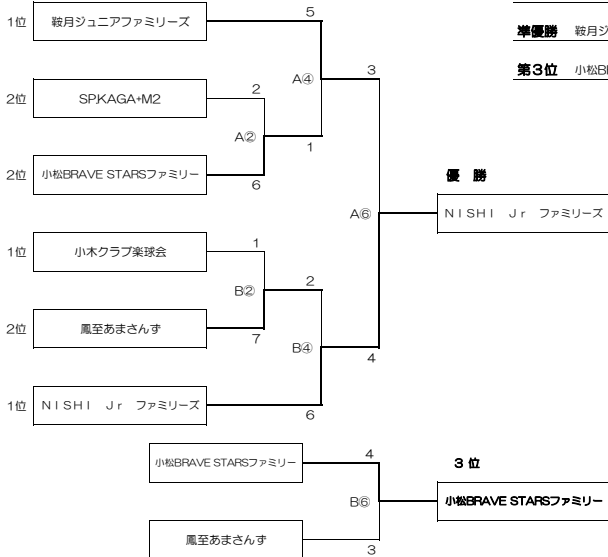 5
1位 鞍月ジュニアファミリーズ
準優勝 鞍月ジ
A④ 3
第3位 小松BR
2位 SP.KAGA+M2 2
A②
1
2位 小松BRAVE STARSファミリー 6
優 勝
A⑥ NISHI Jr ファミリーズ
1位 小木クラブ楽球会 1
2
B②
2位 鳳至あまさんず 7
B④ 4
1位 NISHI Jr ファミリーズ
6
小松BRAVE STARSファミリー 4
3 位
B⑥ 小松BRAVE STARSファミリー
鳳至あまさんず 3